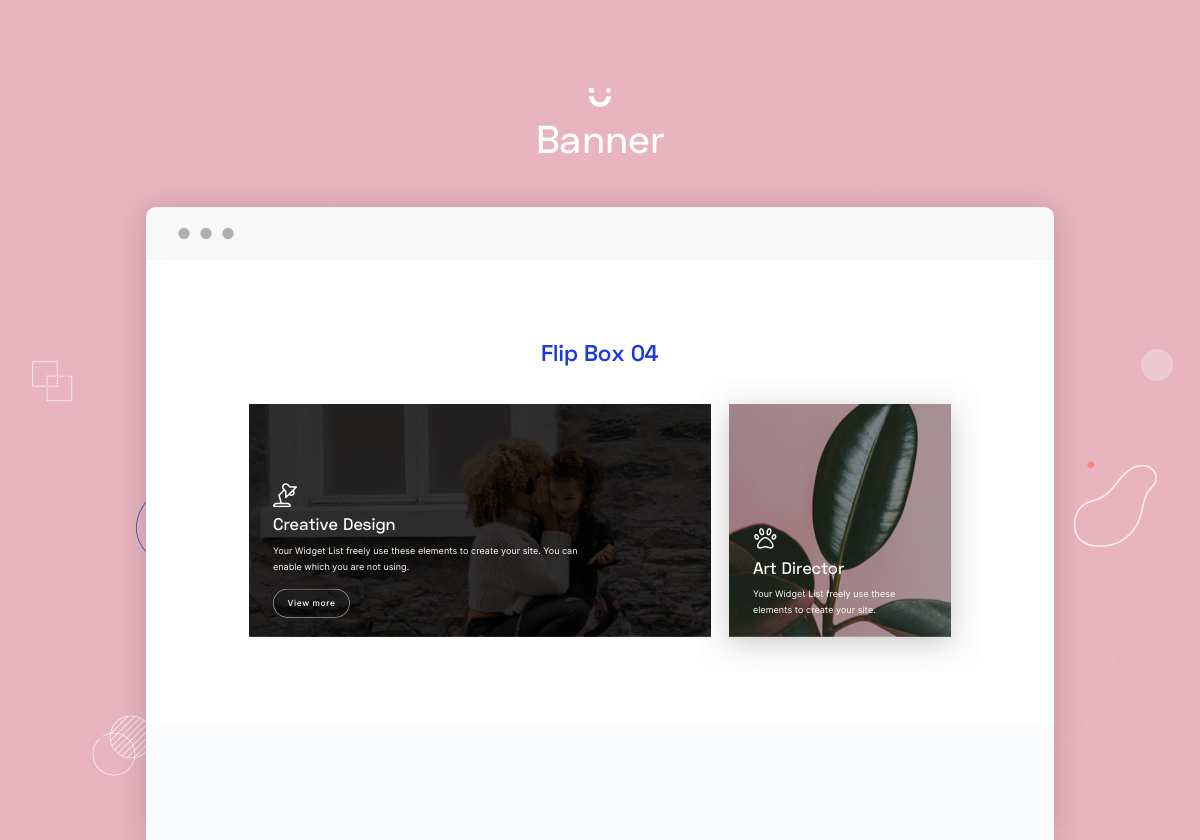 Banner
Flip Box 04
Creative Design
Your Widget List freely use these elements to create your site. You can
enable which you are not using.
View more
Art Director
Your Widget List freely use these
elements to create your site.